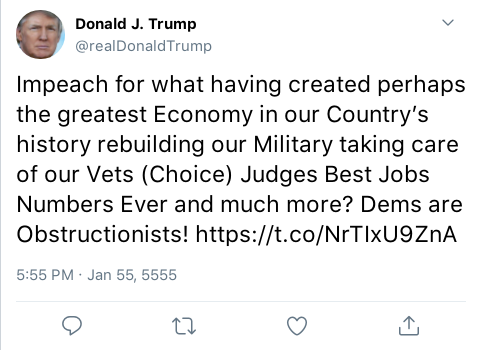 Donald J. Trump
@realDonaldTrump
Impeach for what having created perhaps
the greatest Economy in our Country's
history rebuilding our Military taking care
of our Vets (Choice) Judges Best Jobs
Numbers Ever and much more? Dems are
Obstructionists! https://t.co/NrTIxU9ZnA
5:55 PM · Jan 55, 5555